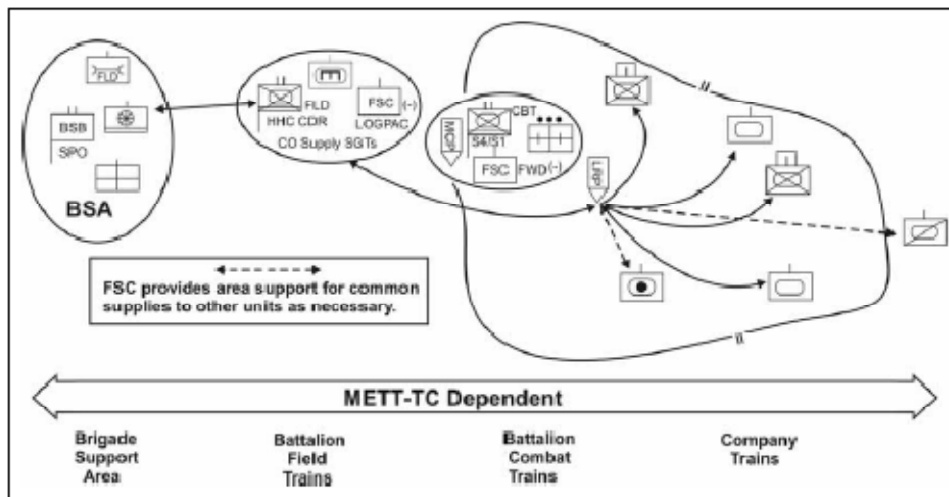 FLD
BSB
SPO
BSA
FLD
HHC CDR
FSC (-)
LOGPAC
CO Supply SGTs
MCP
CBT
S4/S1
FSC FWD(-)
LRP
FSC provides area support for common
supplies to other units as necessary.
METT-TC Dependent
Brigade
Support
Area
Battalion
Field
Trains
Battalion
Combat
Trains
Company
Trains